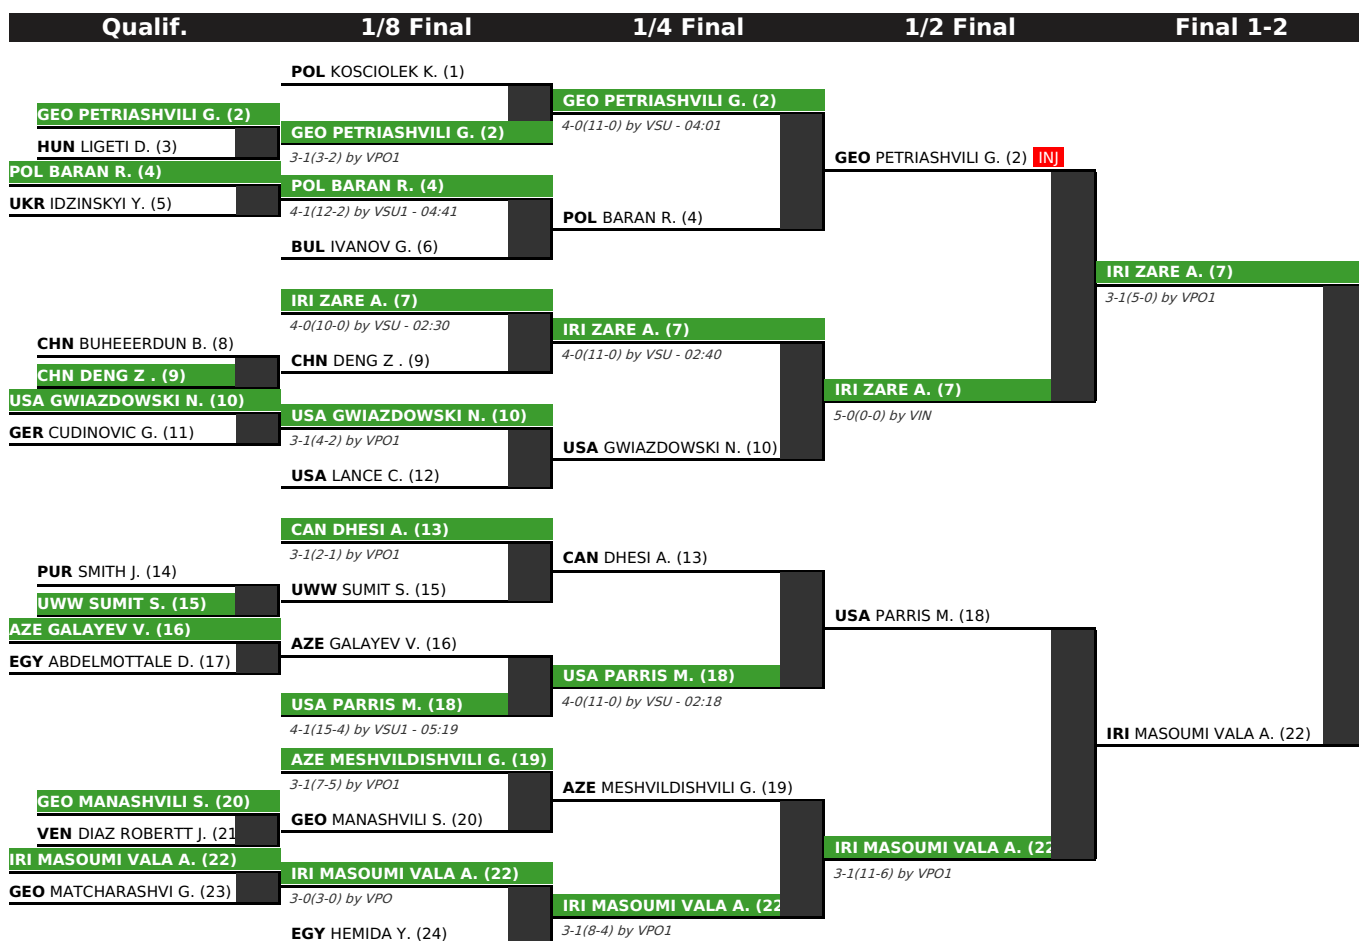 Qualif.
1/8 Final
1/4 Final
1/2 Final
Final 1-2
POL KOSCIOLEK K. (1)
GEO PETRIASHVILI G. (2)
GEO PETRIASHVILI G. (2)
HUN LIGETI D. (3)
GEO PETRIASHVILI G. (2)
4-0(11-0) by VSU - 04:01
3-1(3-2) by VPO1
GEO PETRIASHVILI G. (2) INJ
POL BARAN R. (4)
UKR IDZINSKYI Y. (5)
POL BARAN R. (4)
4-1(12-2) by VSU1 - 04:41
POL BARAN R. (4)
BUL IVANOV G. (6)
IRI ZARE A. (7)
3-1(5-0) by VPO1
IRI ZARE A. (7)
4-0(10-0) by VSU - 02:30
IRI ZARE A. (7)
4-0(11-0) by VSU - 02:40
CHN BUHEEERDUN B. (8)
CHN DENG Z . (9)
CHN DENG Z . (9)
IRI ZARE A. (7)
5-0(0-0) by VIN
USA GWIAZDOWSKI N. (10)
GER CUDINOVIC G. (11)
USA GWIAZDOWSKI N. (10)
3-1(4-2) by VPO1
USA GWIAZDOWSKI N. (10)
USA LANCE C. (12)
CAN DHESI A. (13)
3-1(2-1) by VPO1
CAN DHESI A. (13)
PUR SMITH J. (14)
UWW SUMIT S. (15)
UWW SUMIT S. (15)
USA PARRIS M. (18)
AZE GALAYEV V. (16)
EGY ABDELMOTTALE D. (17)
AZE GALAYEV V. (16)
USA PARRIS M. (18)
4-0(11-0) by VSU - 02:18
USA PARRIS M. (18)
4-1(15-4) by VSU1 - 05:19
IRI MASOUMI VALA A. (22)
AZE MESHVILDISHVILI G. (19)
3-1(7-5) by VPO1
AZE MESHVILDISHVILI G. (19)
GEO MANASHVILI S. (20)
VEN DIAZ ROBERTT J. (21
GEO MANASHVILI S. (20)
IRI MASOUMI VALA A. (22
3-1(11-6) by VPO1
IRI MASOUMI VALA A. (22)
GEO MATCHARASHVI G. (23)
IRI MASOUMI VALA A. (22)
3-0(3-0) by VPO
IRI MASOUMI VALA A. (22
3-1(8-4) by VPO1
EGY HEMIDA Y. (24)